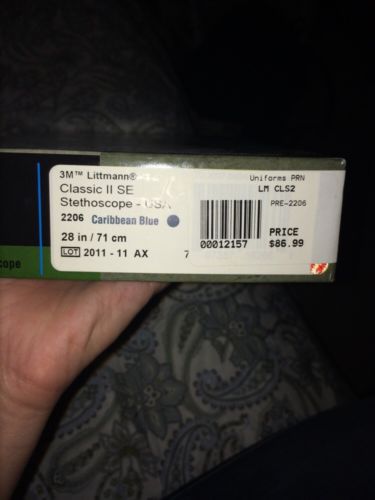 3M™ Littmann®
Classic II SE
Stethoscope - USA
2206 Caribbean Blue
28 in / 71 cm
LOT 2011 - 11 AX 7
Uniforms PRN
LM CLS2
PRE-2206
00012157
PRICE
$86.99
ope